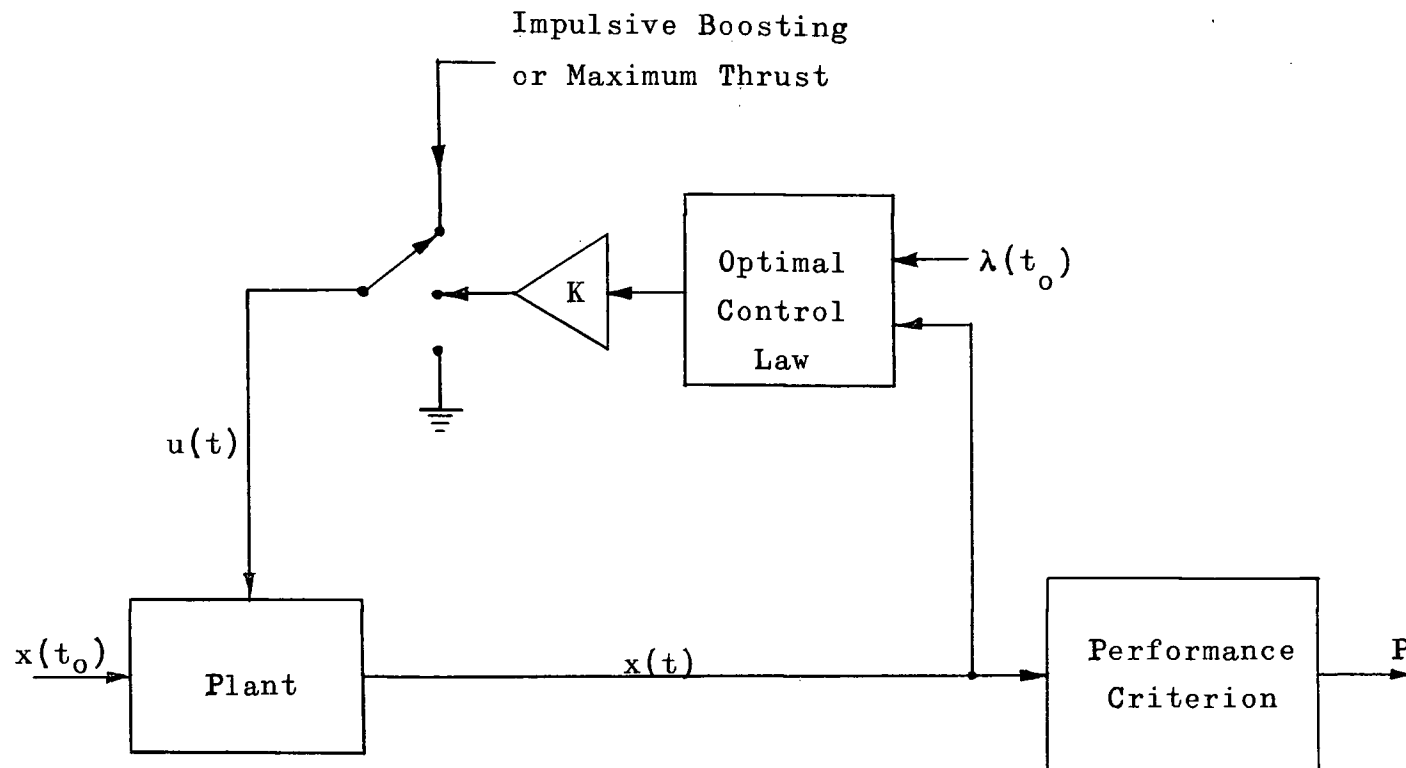 Impulsive Boosting
or Maximum Thrust
Optimal
Control
Law
λ(t_o)
K
u(t)
x(t_o)
Plant
x(t)
Performance
Criterion
P